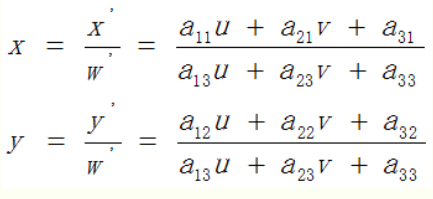 x = x' / w' = (a₁₁u + a₂₁v + a₃₁) / (a₁₃u + a₂₃v + a₃₃)
y = y' / w' = (a₁₂u + a₂₂v + a₃₂) / (a₁₃u + a₂₃v + a₃₃)